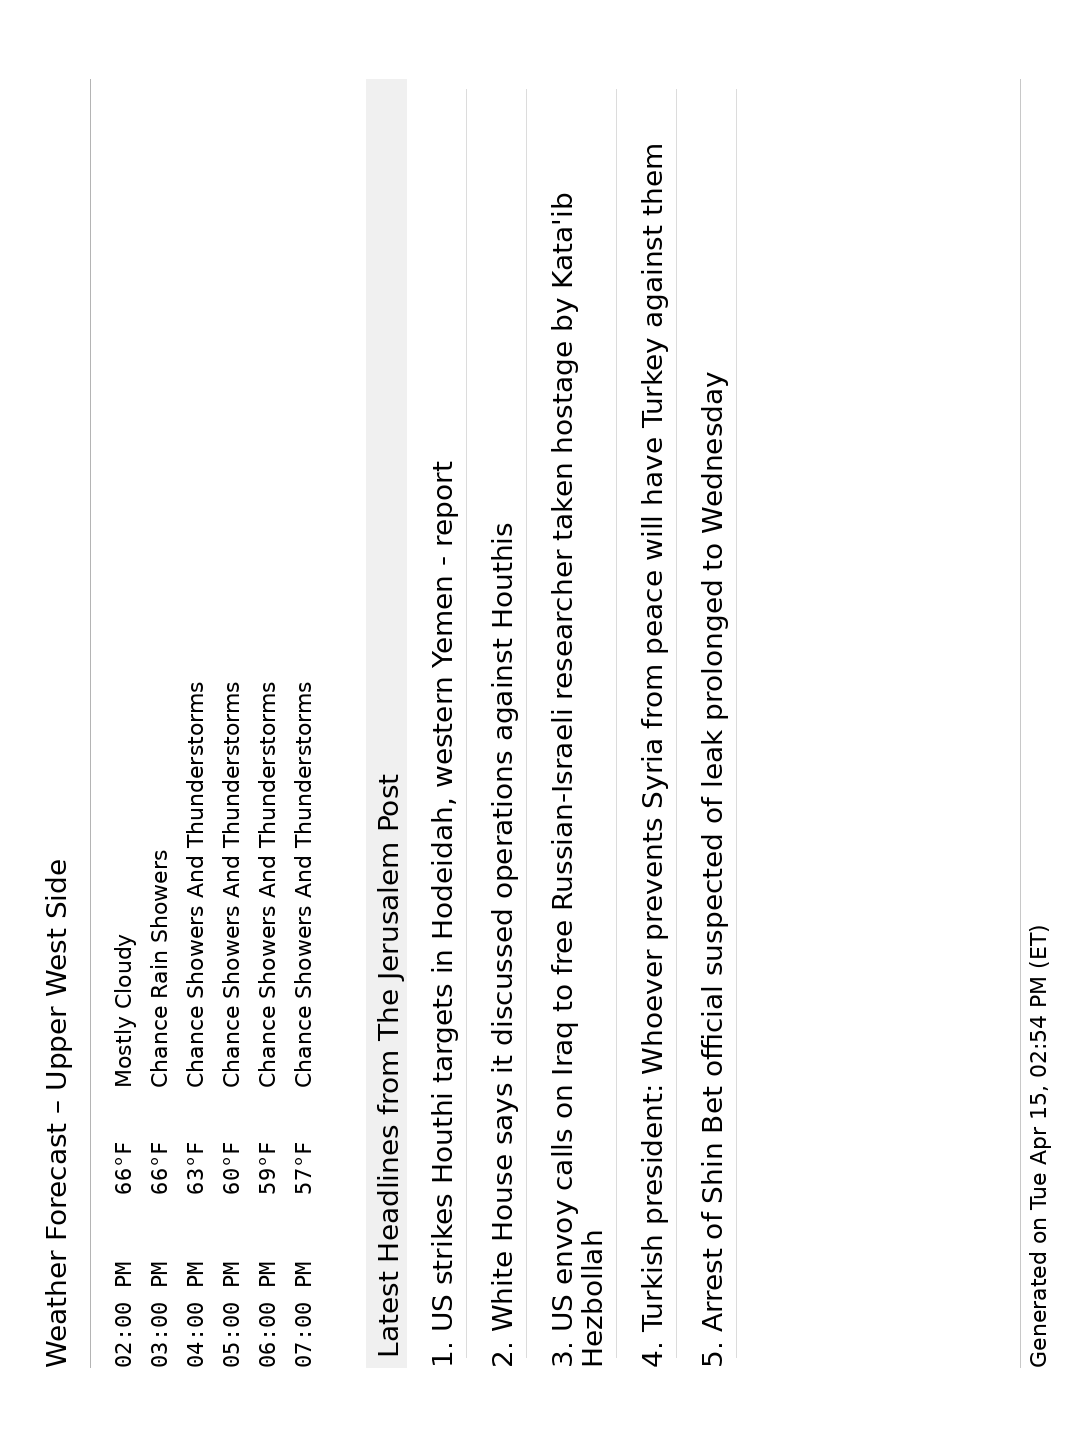 Weather Forecast – Upper West Side
02:00 PM 66°F Mostly Cloudy
03:00 PM 66°F Chance Rain Showers
04:00 PM 63°F Chance Showers And Thunderstorms
05:00 PM 60°F Chance Showers And Thunderstorms
06:00 PM 59°F Chance Showers And Thunderstorms
07:00 PM 57°F Chance Showers And Thunderstorms
Latest Headlines from The Jerusalem Post
1. US strikes Houthi targets in Hodeidah, western Yemen - report
2. White House says it discussed operations against Houthis
3. US envoy calls on Iraq to free Russian-Israeli researcher taken hostage by Kata'ib
Hezbollah
4. Turkish president: Whoever prevents Syria from peace will have Turkey against them
5. Arrest of Shin Bet official suspected of leak prolonged to Wednesday
Generated on Tue Apr 15, 02:54 PM (ET)